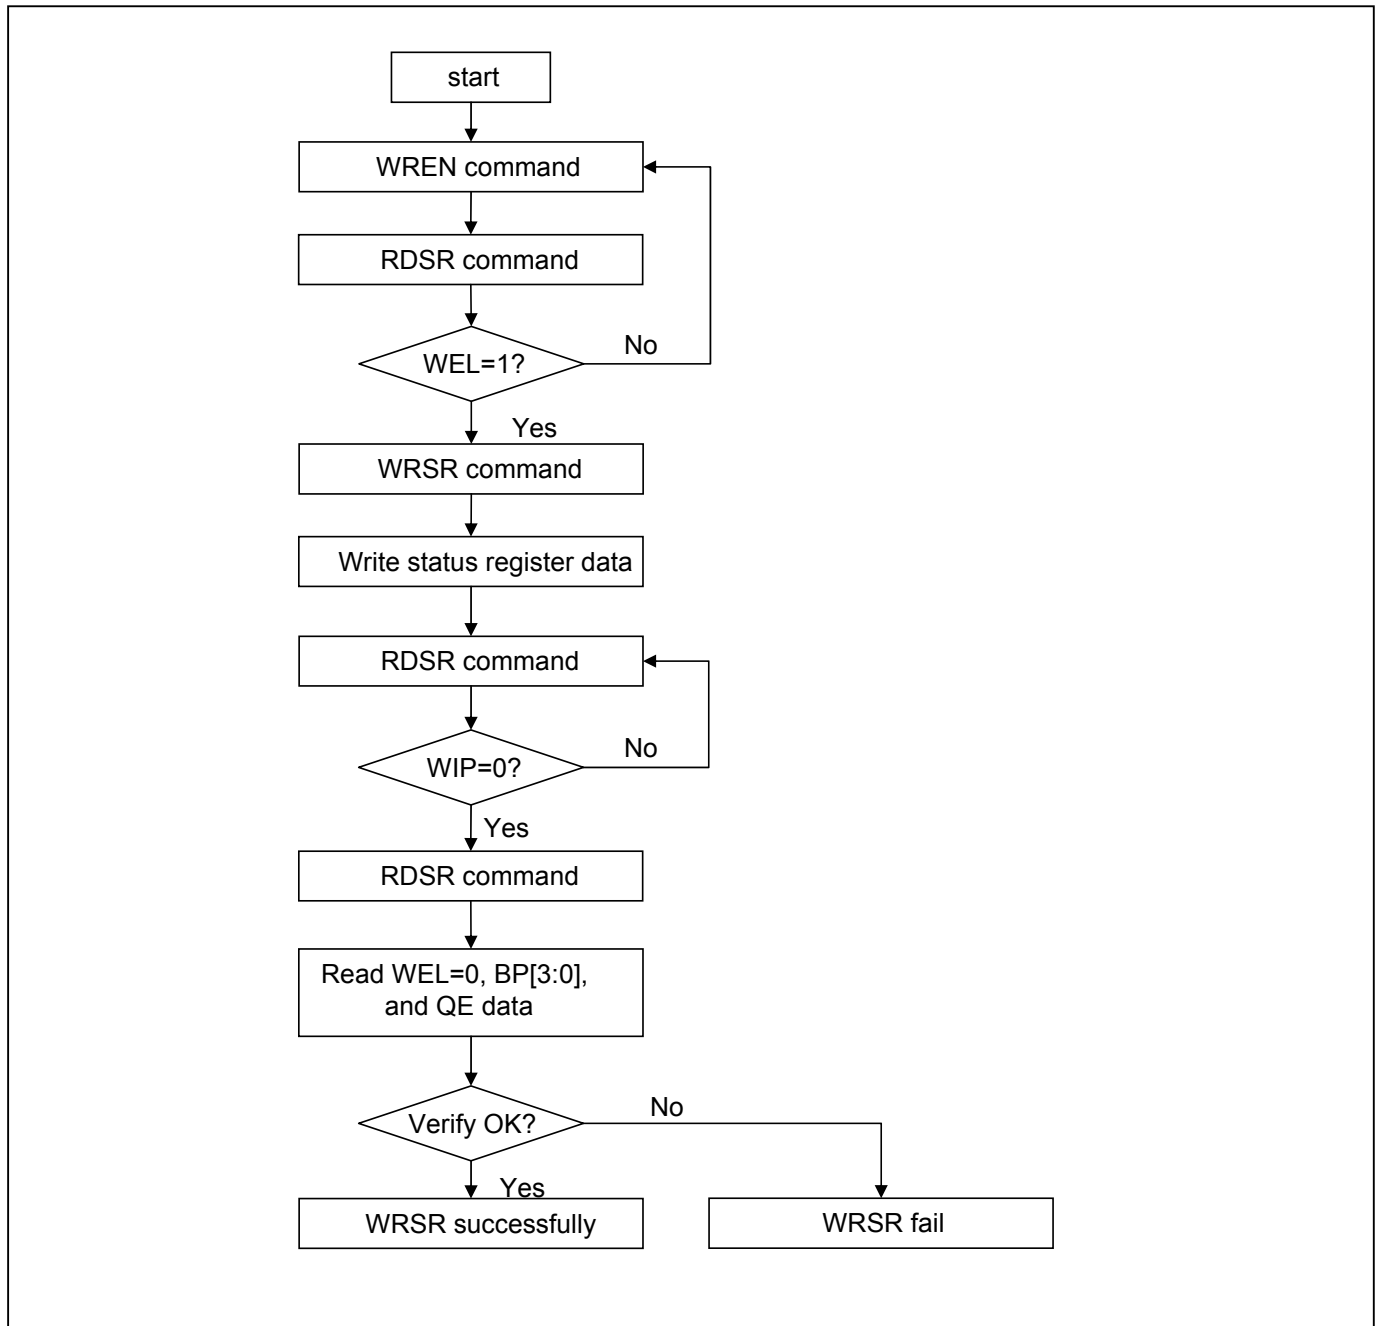 start
WREN command
RDSR command
WEL=1?
No
Yes
WRSR command
Write status register data
RDSR command
WIP=0?
No
Yes
RDSR command
Read WEL=0, BP[3:0],
and QE data
Verify OK?
No
Yes
WRSR successfully
WRSR fail